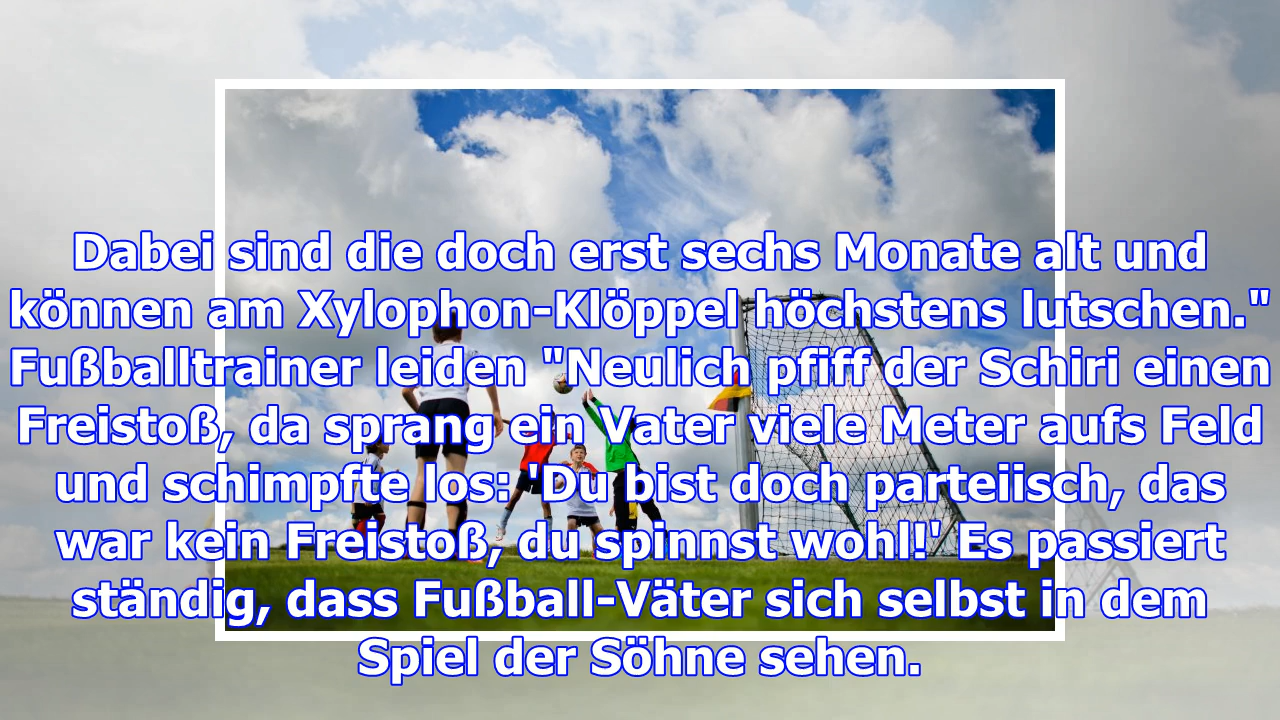 Dabei sind die doch erst sechs Monate alt und
können am Xylophon-Klöppel höchstens lutschen."
Fußballtrainer leiden "Neulich pfiff der Schiri einen
Freistoß, da sprang ein Vater viele Meter aufs Feld
und schimpfte los: 'Du bist doch parteiisch, das
war kein Freistoß, du spinnst wohl!' Es passiert
ständig, dass Fußball-Väter sich selbst in dem
Spiel der Söhne sehen.